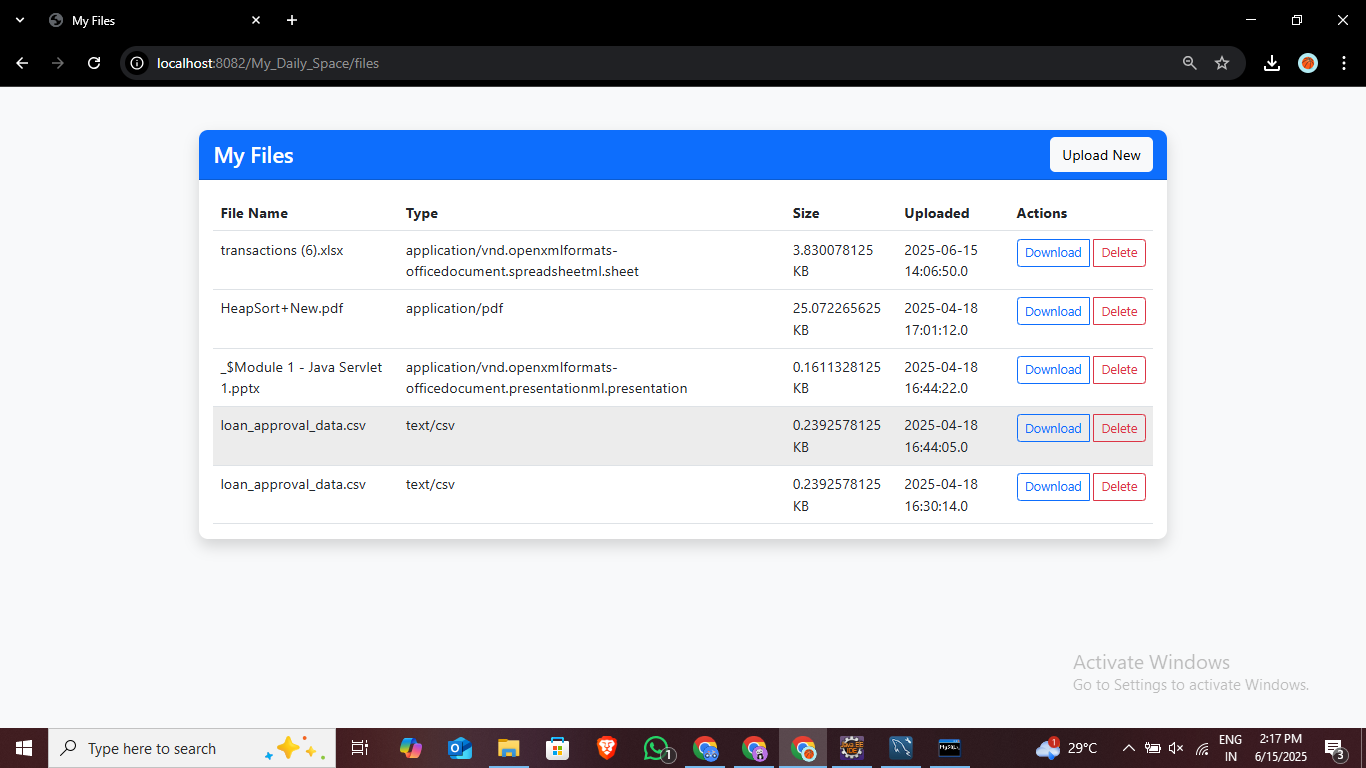 My Files
localhost:8082/My_Daily_Space/files
My Files
Upload New
File Name Type Size Uploaded Actions
transactions (6).xlsx application/vnd.openxmlformats- 3.830078125 2025-06-15 Download Delete
officedocument.spreadsheetml.sheet KB 14:06:50.0
HeapSort+New.pdf application/pdf 25.072265625 2025-04-18 Download Delete
KB 17:01:12.0
_$Module 1 - Java Servlet application/vnd.openxmlformats- 0.1611328125 2025-04-18 Download Delete
1.pptx officedocument.presentationml.presentation KB 16:44:22.0
loan_approval_data.csv text/csv 0.2392578125 2025-04-18 Download Delete
KB 16:44:05.0
loan_approval_data.csv text/csv 0.2392578125 2025-04-18 Download Delete
KB 16:30:14.0
Activate Windows
Go to Settings to activate Windows.
Type here to search
1
1
29°C
ENG
IN
2:17 PM
6/15/2025
3